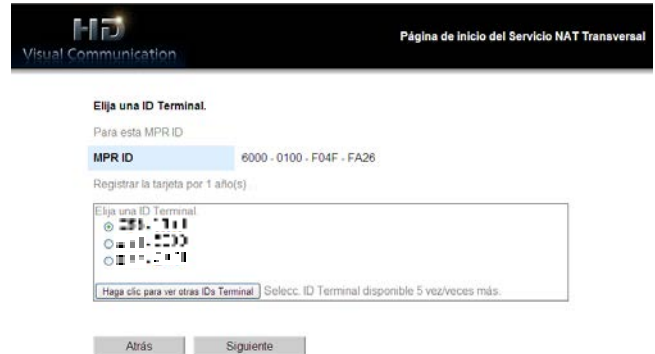 HD
Visual Communication
Página de inicio del Servicio NAT Transversal
Elija una ID Terminal.
Para esta MPR ID
MPR ID 6000 - 0100 - F04F - FA26
Registrar la tarjeta por 1 año(s)
Elija una ID Terminal
Haga clic para ver otras IDs Terminal Selecc. ID Terminal disponible 5 vez/veces más.
Atrás Siguiente